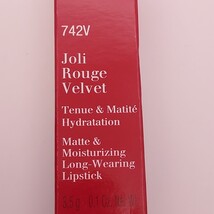 742V
Joli
Rouge
Velvet
Tenue & Matité
Hydratation
Matte &
Moisturizing
Long-Wearing
Lipstick